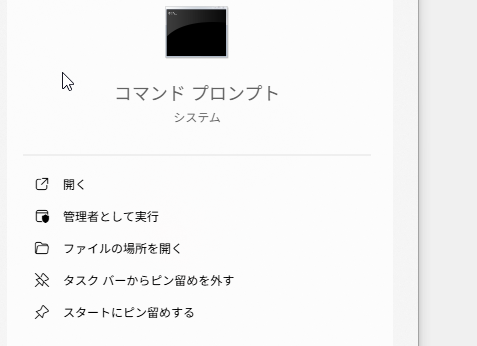 コマンド プロンプト
システム
開く
管理者として実行
ファイルの場所を開く
タスク バーからピン留めを外す
スタートにピン留めする